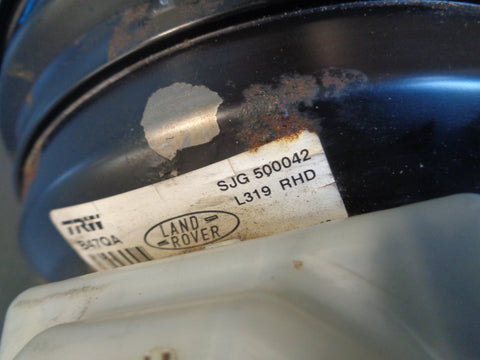 SJG 500042
L319 RHD
TRW
LAND
ROVER